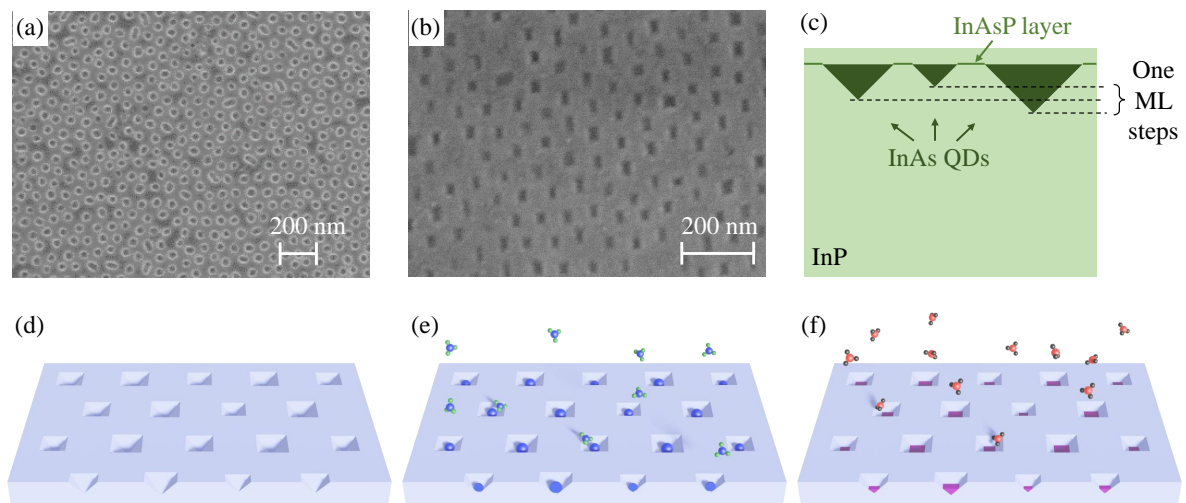 (a)
200 nm
(b)
200 nm
(c)
InAsP layer
One
ML
steps
InAs QDs
InP
(d)
(e)
(f)